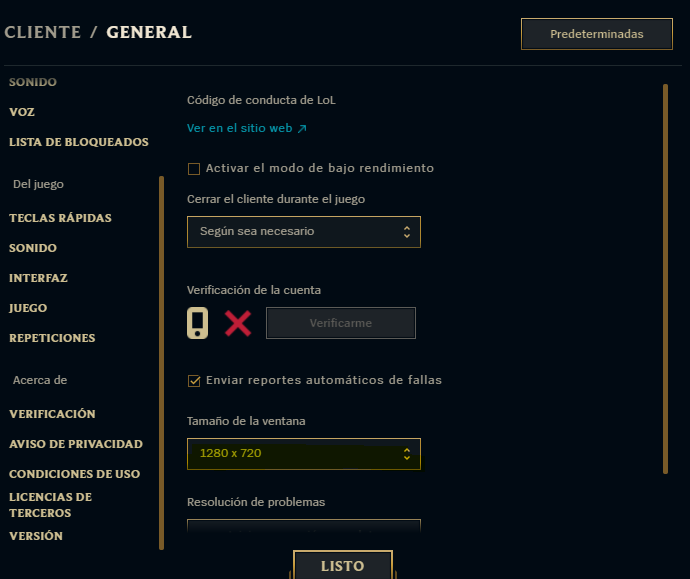 CLIENTE / GENERAL
Predeterminadas
SONIDO
VOZ
LISTA DE BLOQUEADOS
Del juego
TECLAS RÁPIDAS
SONIDO
INTERFAZ
JUEGO
REPETICIONES
Acerca de
VERIFICACIÓN
AVISO DE PRIVACIDAD
CONDICIONES DE USO
LICENCIAS DE
TERCEROS
VERSIÓN
Código de conducta de LoL
Ver en el sitio web ↗
Activar el modo de bajo rendimiento
Cerrar el cliente durante el juego
Según sea necesario
Verificación de la cuenta
Verificarme
Enviar reportes automáticos de fallas
Tamaño de la ventana
1280 x 720
Resolución de problemas
LISTO